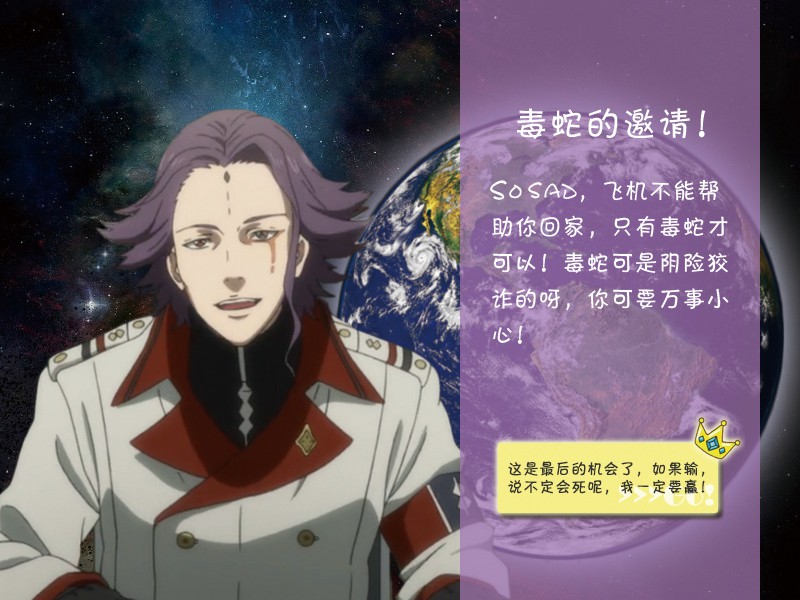 毒蛇的邀请！
SOSAD，飞机不能帮
助你回家，只有毒蛇才
可以！毒蛇可是阴险狡
诈的呀，你可要万事小
心！
这是最后的机会了，如果输，
说不定会死呢，我一定要赢！
>>>GO!